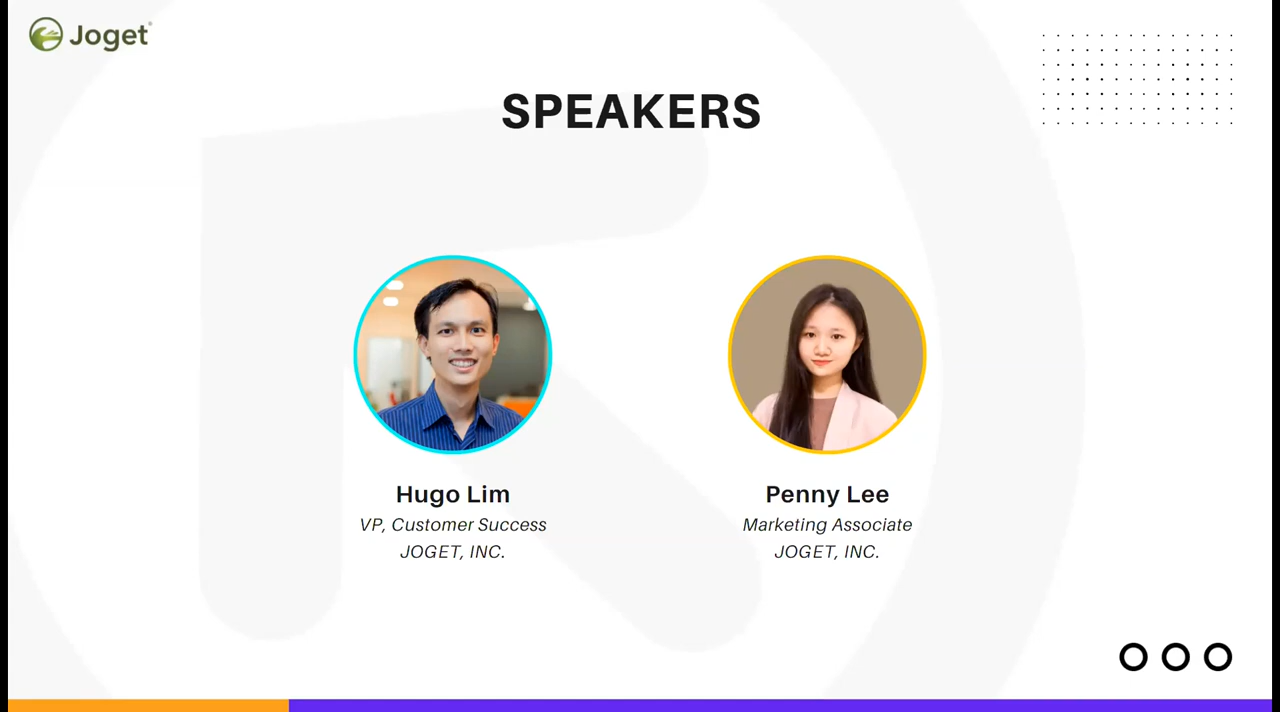 Joget
SPEAKERS
Hugo Lim
VP, Customer Success
JOGET, INC.
Penny Lee
Marketing Associate
JOGET, INC.